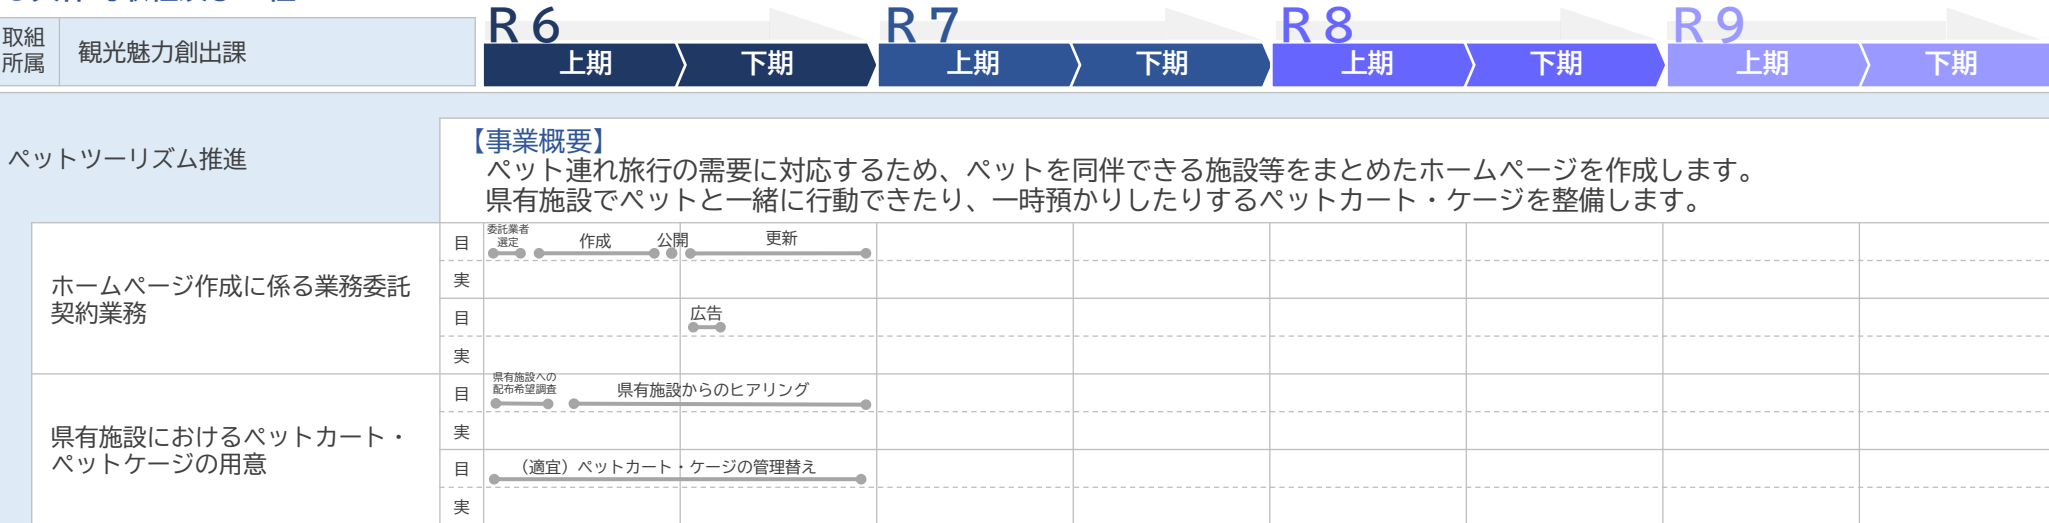 取組
所属
観光魅力創出課
R6
上期
下期
R7
上期
下期
R8
上期
下期
R9
上期
下期
ペットツーリズム推進
【事業概要】
ペット連れ旅行の需要に対応するため、ペットを同伴できる施設等をまとめたホームページを作成します。
県有施設でペットと一緒に行動できたり、一時預かりしたりするペットカート・ケージを整備します。
ホームページ作成に係る業務委託
契約業務
目
委託業者
選定
作成
公開
更新
実
目
広告
実
県有施設におけるペットカート・
ペットケージの用意
目
県有施設への
配布希望調査
県有施設からのヒアリング
実
目
（適宜）ペットカート・ケージの管理替え
実